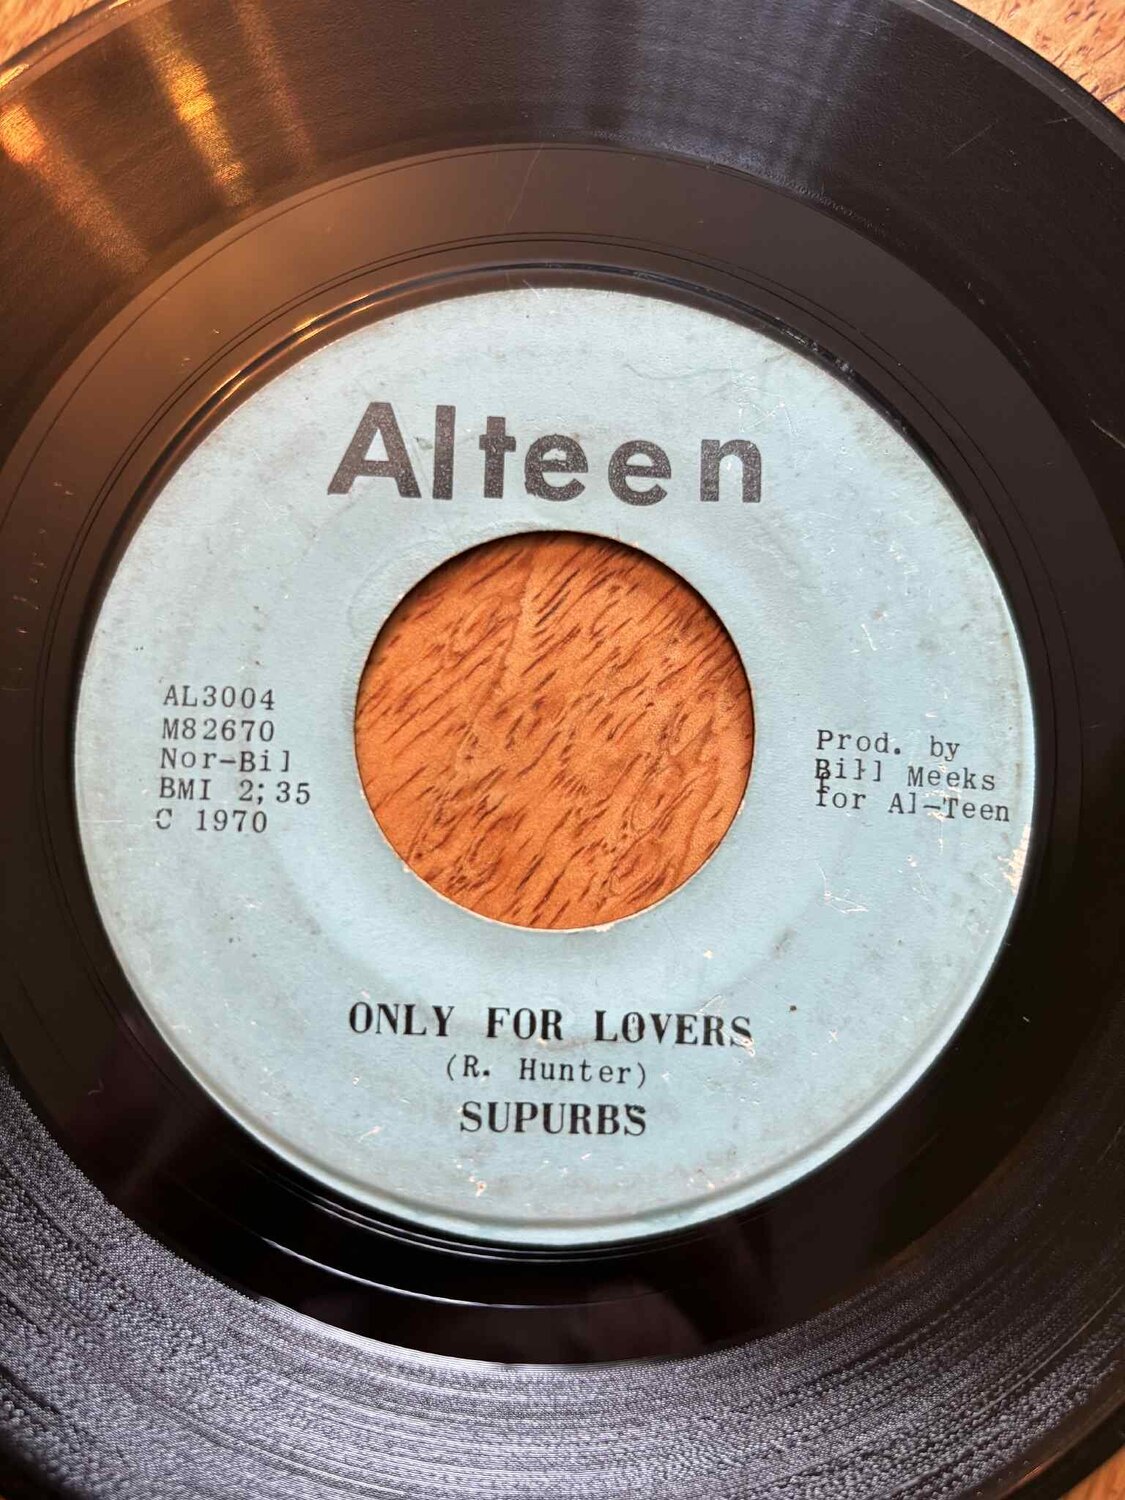 Alteen
AL3004
M82670
Nor-Bil
BMI 2;35
C 1970
Prod. by
Bill Meeks
for Al-Teen
ONLY FOR LOVERS
(R. Hunter)
SUPURBS